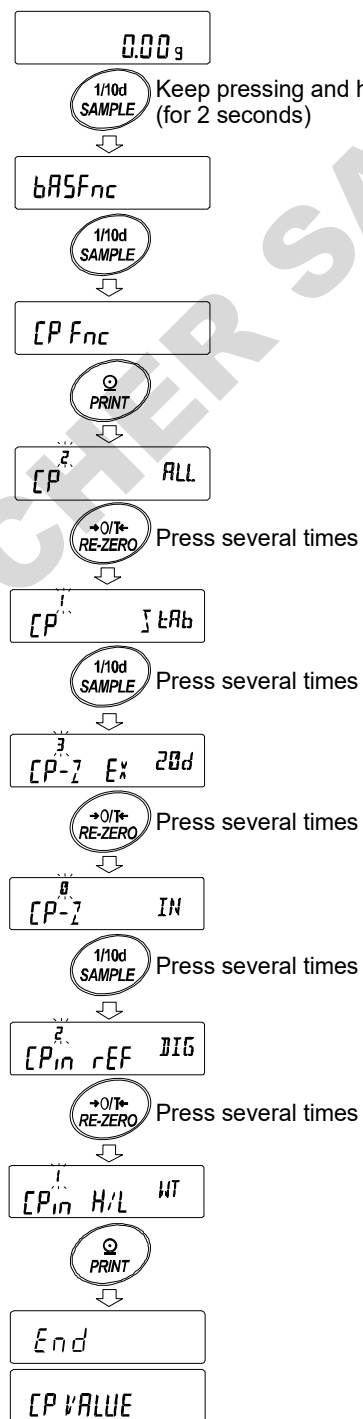 0.00 g
1/10d
SAMPLE
Keep pressing and h
(for 2 seconds)
bASFnc
1/10d
SAMPLE
CP Fnc
PRINT
2
CP ALL
→0/T←
RE-ZERO
Press several times
1
CP StAb
1/10d
SAMPLE
Press several times
3
CP-Z Ex 20d
→0/T←
RE-ZERO
Press several times
0
CP-Z IN
1/10d
SAMPLE
Press several times
2
CPin rEF DIG
→0/T←
RE-ZERO
Press several times
1
CPin H/L WT
PRINT
End
CP VALUE